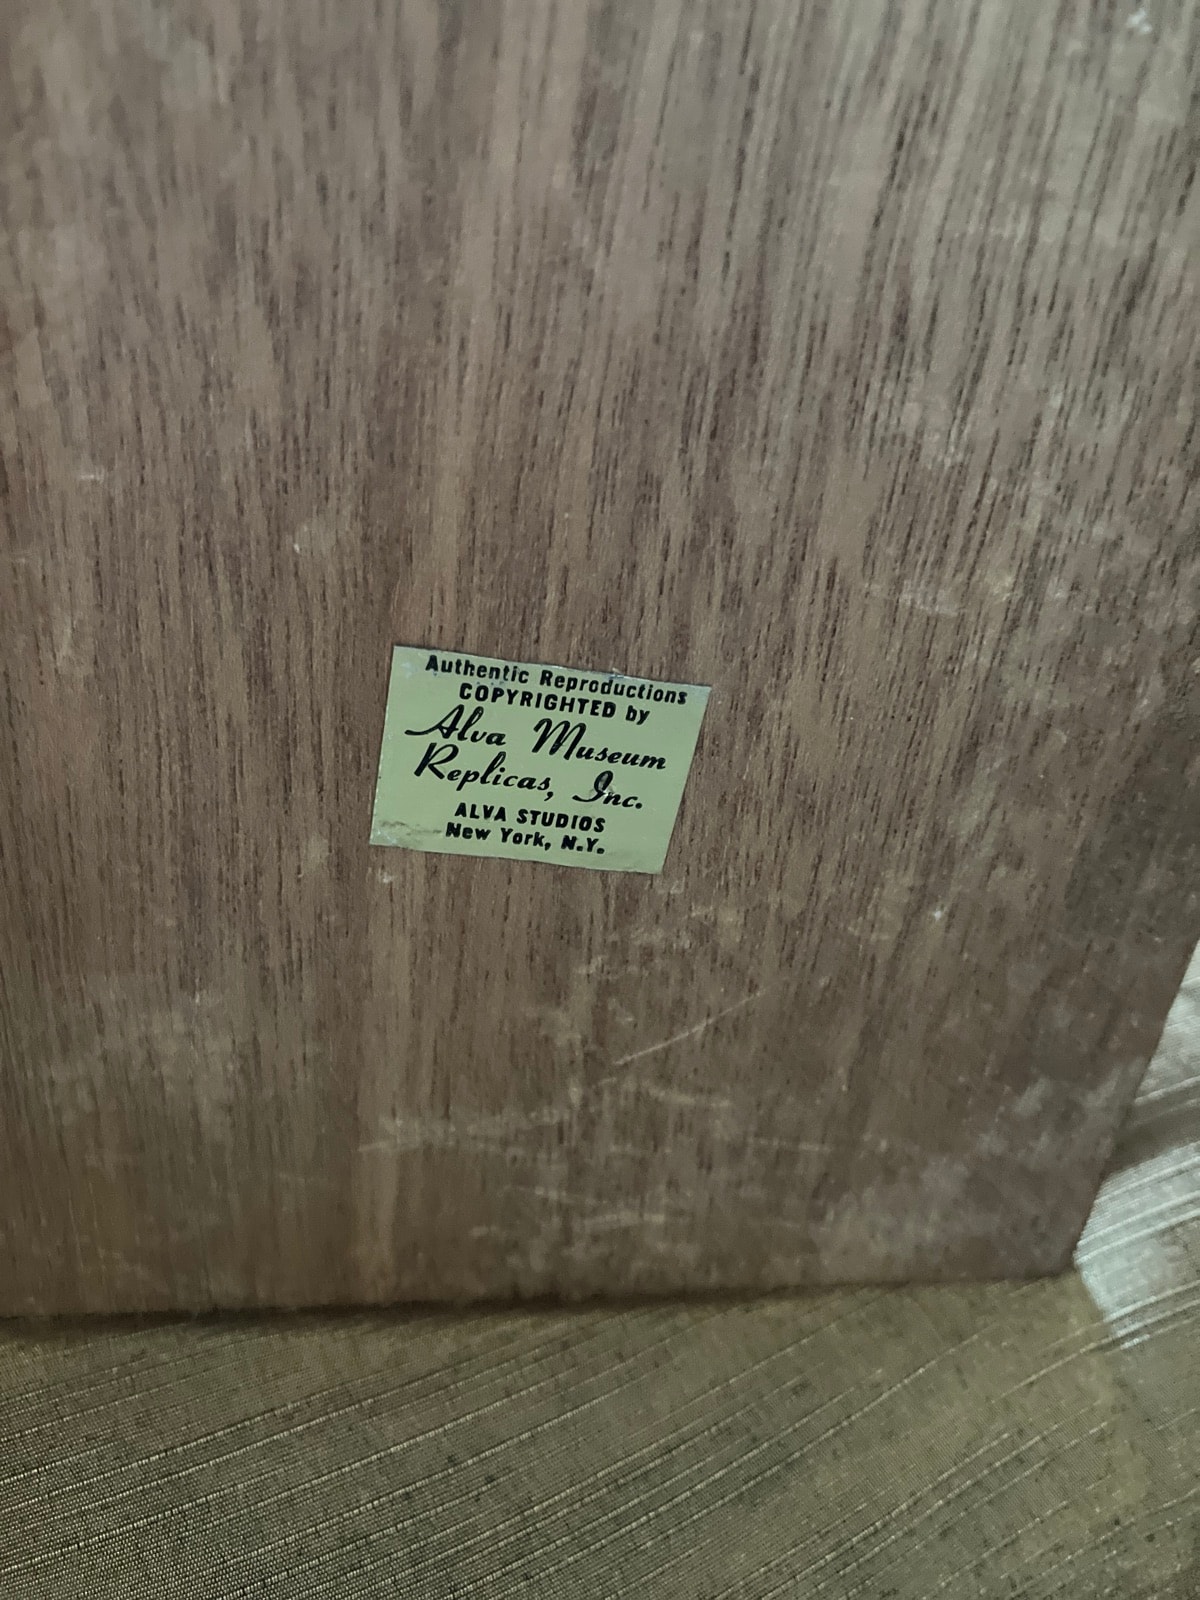 Authentic Reproductions
COPYRIGHTED by
Alva Museum
Replicas, Inc.
ALVA STUDIOS
New York, N.Y.